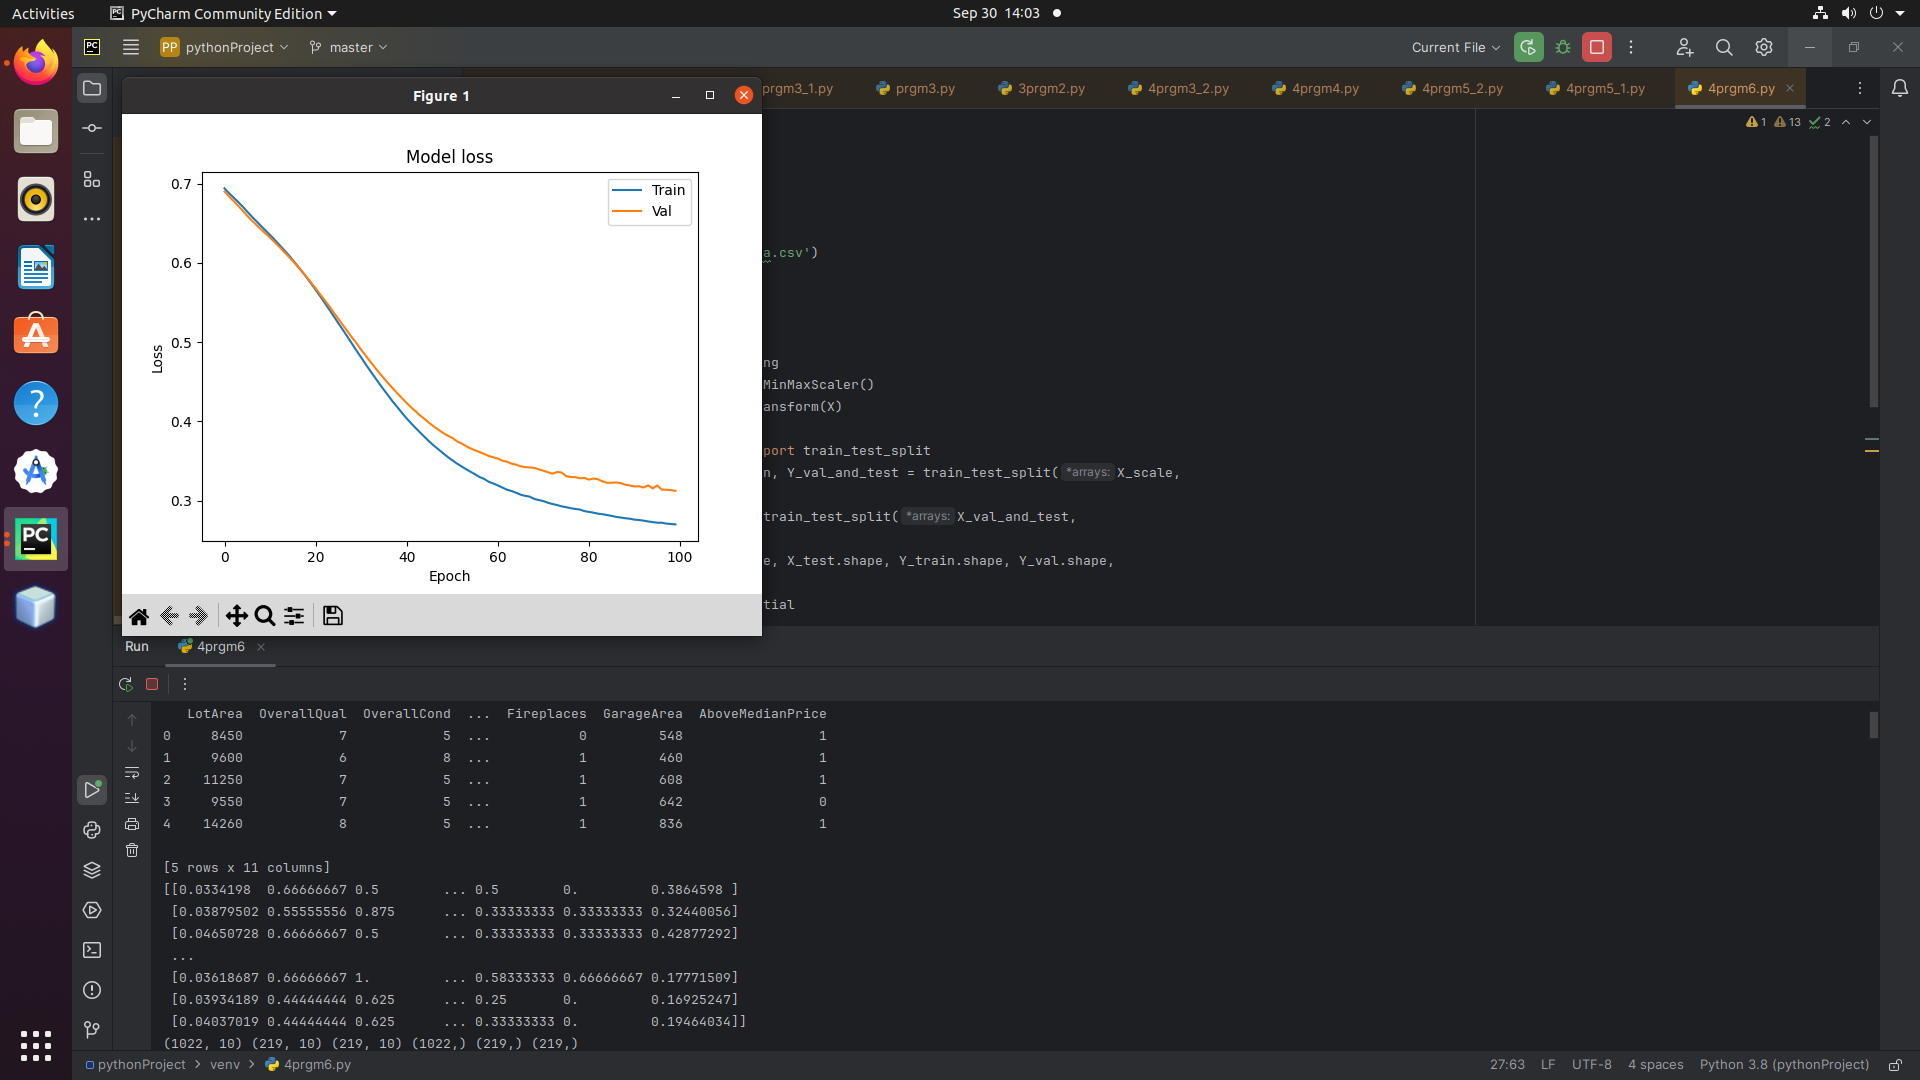 Activities PyCharm Community Edition Sep 30 14:03
PC PP pythonProject master Current File
prgm3_1.py prgm3.py 3prgm2.py 4prgm3_2.py 4prgm4.py 4prgm5_2.py 4prgm5_1.py 4prgm6.py
1 13 2
Figure 1
Model loss
Train
Val
0.7
0.6
0.5
0.4
0.3
Loss
0 20 40 60 80 100
Epoch
a.csv')
ng
MinMaxScaler()
ansform(X)
port train_test_split
n, Y_val_and_test = train_test_split( *arrays: X_scale,
train_test_split( *arrays: X_val_and_test,
e, X_test.shape, Y_train.shape, Y_val.shape,
tial
PC
Run 4prgm6
LotArea OverallQual OverallCond ... Fireplaces GarageArea AboveMedianPrice
0 8450 7 5 ... 0 548 1
1 9600 6 8 ... 1 460 1
2 11250 7 5 ... 1 608 1
3 9550 7 5 ... 1 642 0
4 14260 8 5 ... 1 836 1
[5 rows x 11 columns]
[[0.0334198 0.66666667 0.5 ... 0.5 0. 0.3864598 ]
[0.03879502 0.55555556 0.875 ... 0.33333333 0.33333333 0.32440056]
[0.04650728 0.66666667 0.5 ... 0.33333333 0.33333333 0.42877292]
...
[0.03618687 0.66666667 1. ... 0.58333333 0.66666667 0.17771509]
[0.03934189 0.44444444 0.625 ... 0.25 0. 0.16925247]
[0.04037019 0.44444444 0.625 ... 0.33333333 0. 0.19464034]]
(1022, 10) (219, 10) (219, 10) (1022,) (219,) (219,)
pythonProject > venv > 4prgm6.py 27:63 LF UTF-8 4 spaces Python 3.8 (pythonProject)